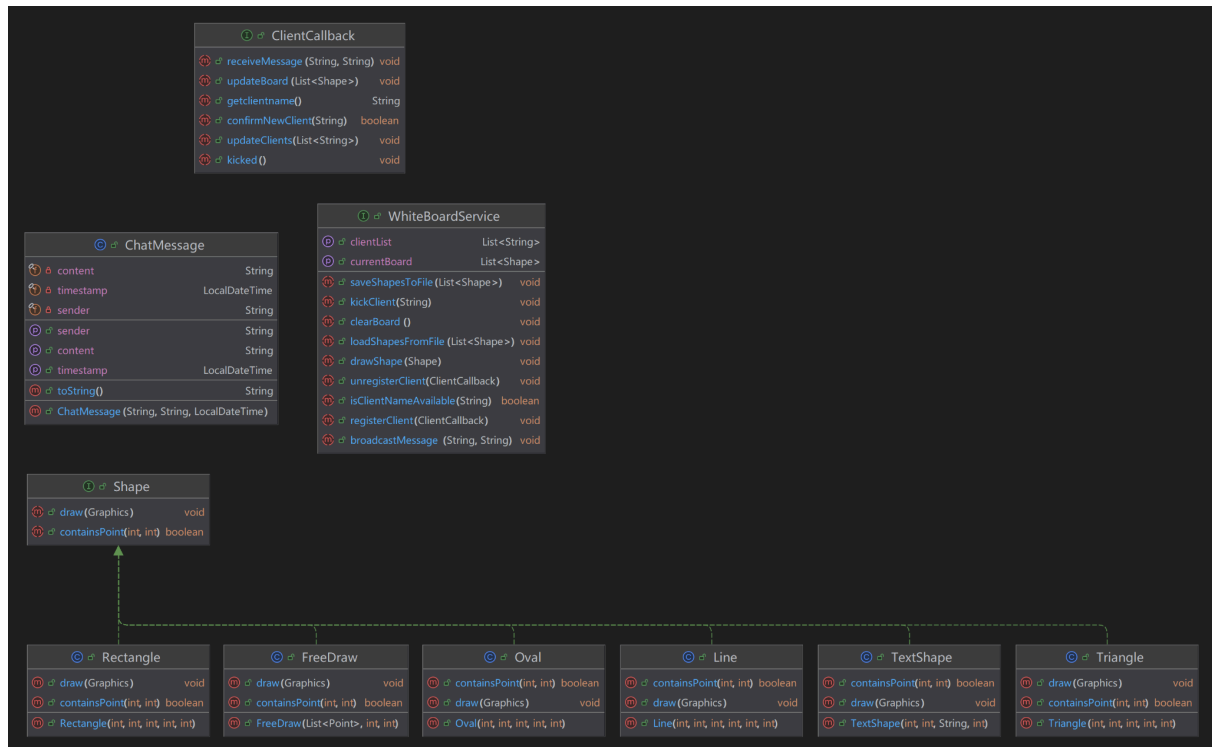 ClientCallback
receiveMessage (String, String) void
updateBoard (List<Shape>) void
getclientname() String
confirmNewClient(String) boolean
updateClients(List<String>) void
kicked () void
WhiteBoardService
clientList List<String>
currentBoard List<Shape>
saveShapesToFile (List<Shape>) void
kickClient(String) void
clearBoard () void
loadShapesFromFile (List<Shape>) void
drawShape (Shape) void
unregisterClient(ClientCallback) void
isClientNameAvailable(String) boolean
registerClient(ClientCallback) void
broadcastMessage (String, String) void
ChatMessage
content String
timestamp LocalDateTime
sender String
sender String
content String
timestamp LocalDateTime
toString() String
ChatMessage (String, String, LocalDateTime)
Shape
draw (Graphics) void
containsPoint(int, int) boolean
Rectangle
draw (Graphics) void
containsPoint(int, int) boolean
Rectangle(int, int, int, int, int)
FreeDraw
draw (Graphics) void
containsPoint(int, int) boolean
FreeDraw (List<Point>, int, int)
Oval
containsPoint(int, int) boolean
draw (Graphics) void
Oval(int, int, int, int, int)
Line
containsPoint(int, int) boolean
draw (Graphics) void
Line(int, int, int, int, int, int)
TextShape
containsPoint(int, int) boolean
draw (Graphics) void
TextShape(int, int, String, int)
Triangle
draw (Graphics) void
containsPoint(int, int) boolean
Triangle(int, int, int, int, int)